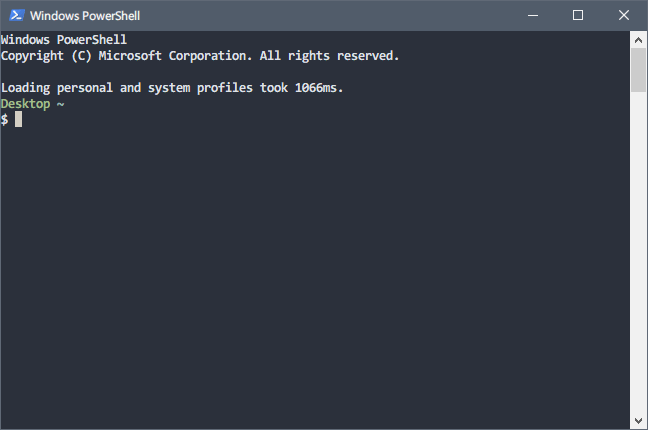 Windows PowerShell
Windows PowerShell
Copyright (C) Microsoft Corporation. All rights reserved.
Loading personal and system profiles took 1066ms.
Desktop ~
$